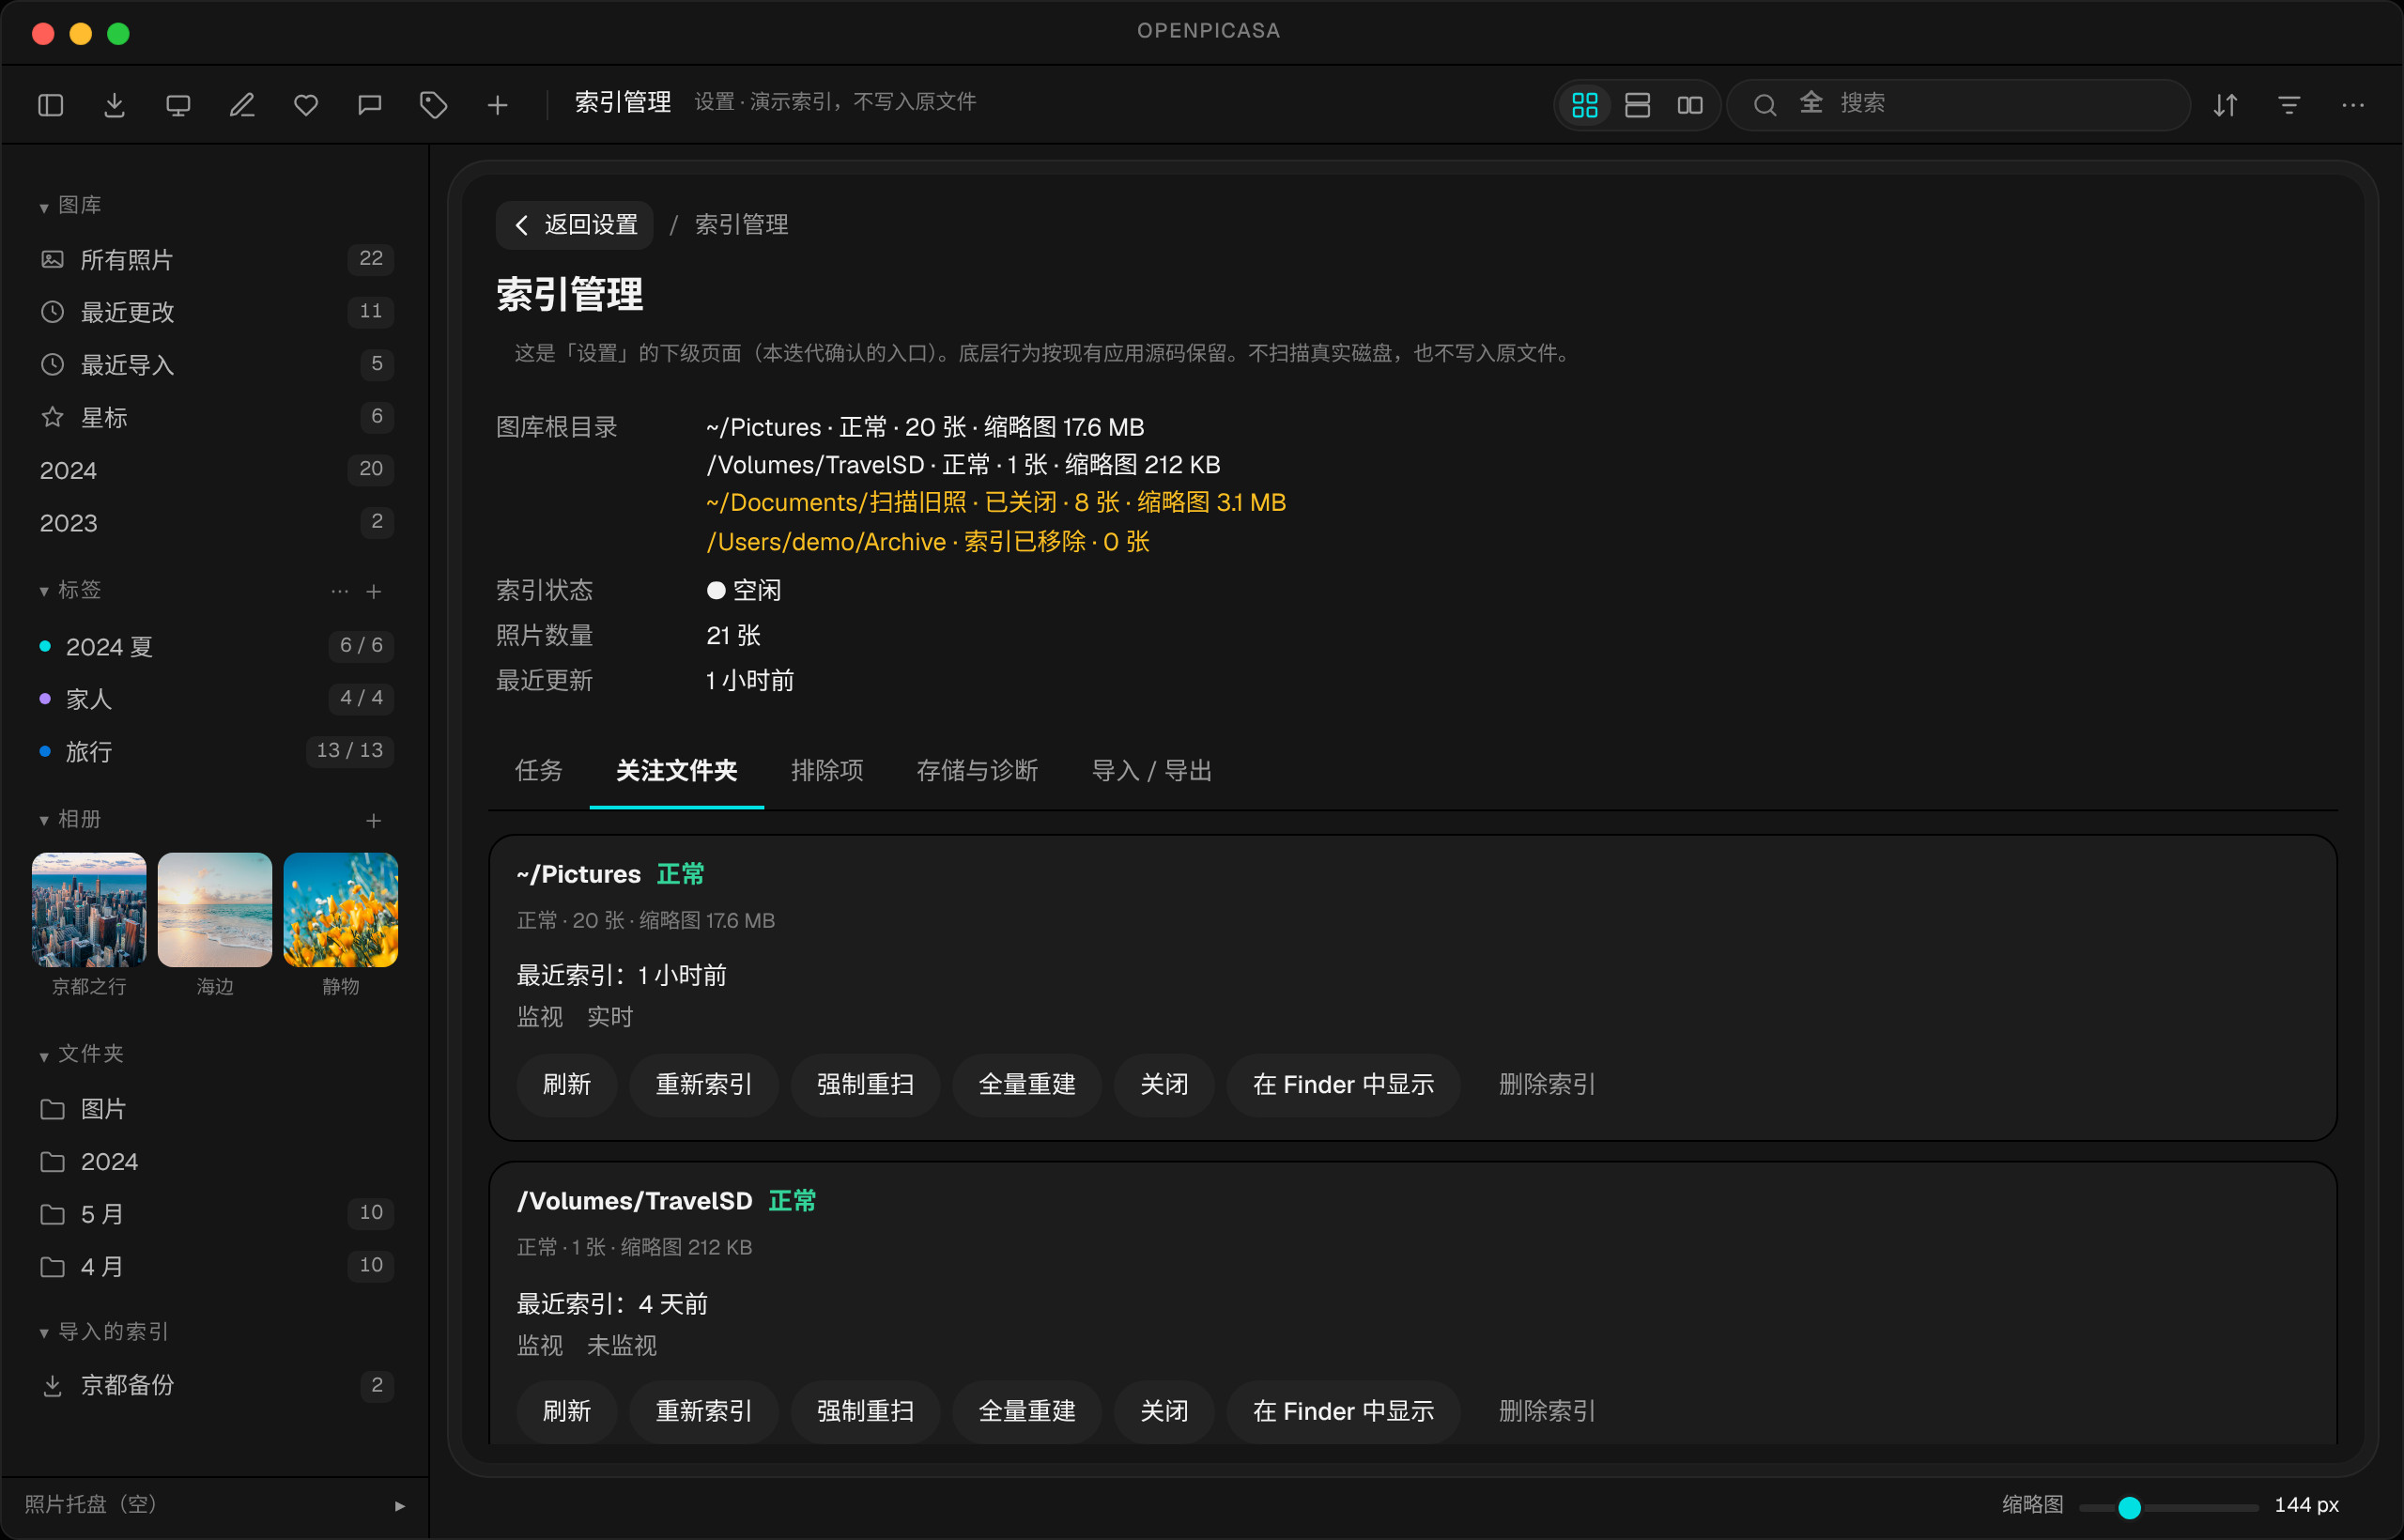 OPENPICASA
索引管理 设置 · 演示索引，不写入原文件
全 搜索
▾ 图库
所有照片 22
最近更改 11
最近导入 5
星标 6
2024 20
2023 2
▾ 标签 ··· +
2024 夏 6 / 6
家人 4 / 4
旅行 13 / 13
▾ 相册 +
京都之行 海边 静物
▾ 文件夹
图片
2024
5 月 10
4 月 10
▾ 导入的索引
京都备份 2
照片托盘（空） ▸
返回设置 / 索引管理
索引管理
这是「设置」的下级页面（本迭代确认的入口）。底层行为按现有应用源码保留。不扫描真实磁盘，也不写入原文件。
图库根目录 ~/Pictures · 正常 · 20 张 · 缩略图 17.6 MB
/Volumes/TravelSD · 正常 · 1 张 · 缩略图 212 KB
~/Documents/扫描旧照 · 已关闭 · 8 张 · 缩略图 3.1 MB
/Users/demo/Archive · 索引已移除 · 0 张
索引状态 空闲
照片数量 21 张
最近更新 1 小时前
任务 关注文件夹 排除项 存储与诊断 导入 / 导出
~/Pictures 正常
正常 · 20 张 · 缩略图 17.6 MB
最近索引：1 小时前
监视 实时
刷新 重新索引 强制重扫 全量重建 关闭 在 Finder 中显示 删除索引
/Volumes/TravelSD 正常
正常 · 1 张 · 缩略图 212 KB
最近索引：4 天前
监视 未监视
刷新 重新索引 强制重扫 全量重建 关闭 在 Finder 中显示 删除索引
缩略图 144 px